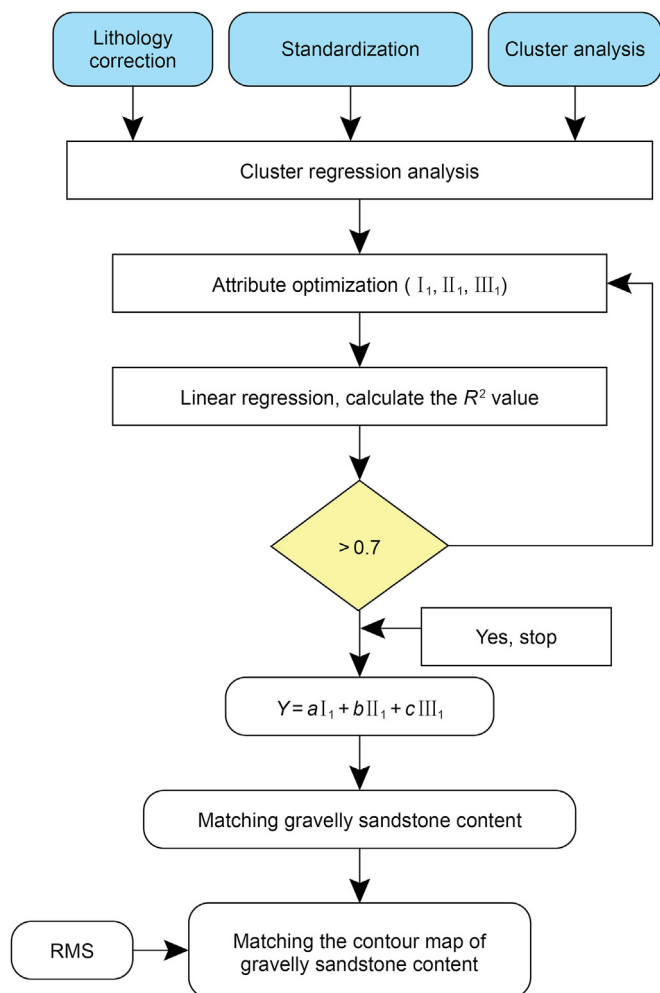 Lithology
correction
Standardization
Cluster analysis
Cluster regression analysis
Attribute optimization ( Ⅰ₁, Ⅱ₁, Ⅲ₁)
Linear regression, calculate the R² value
> 0.7
Yes, stop
Y = aⅠ₁ + bⅡ₁ + cⅢ₁
Matching gravelly sandstone content
RMS
Matching the contour map of
gravelly sandstone content